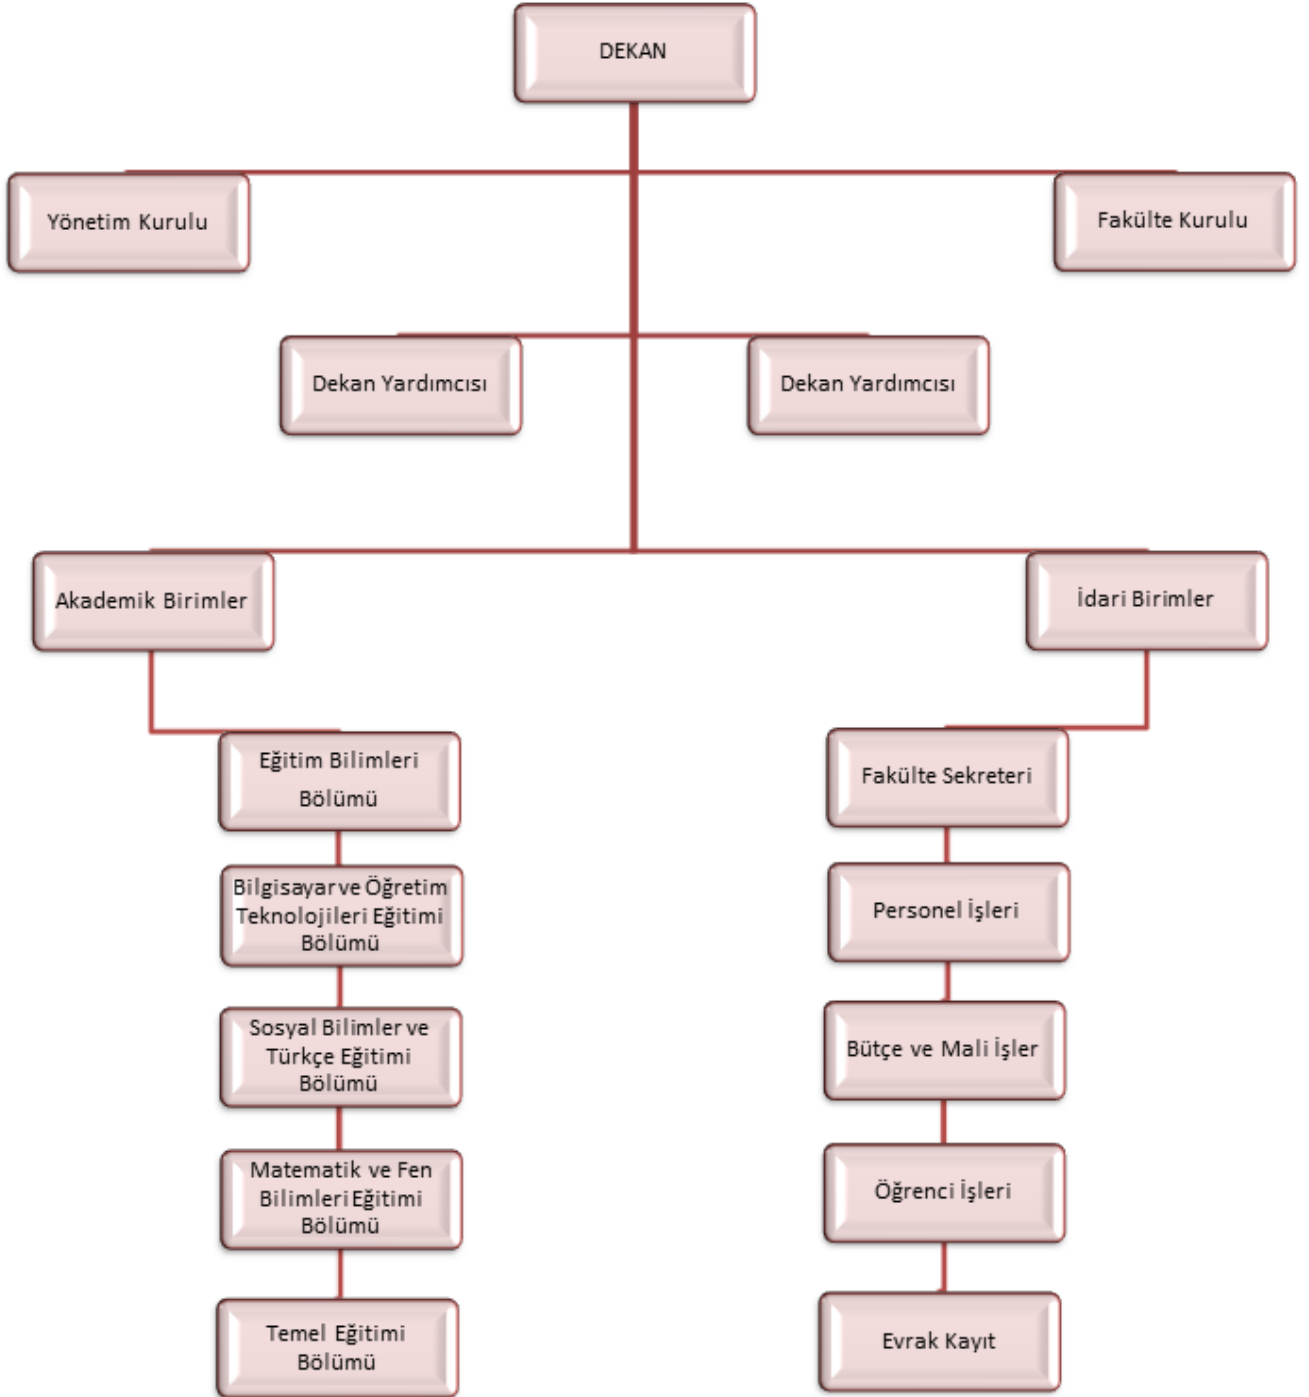 DEKAN
Yönetim Kurulu
Fakülte Kurulu
Dekan Yardımcısı
Dekan Yardımcısı
Akademik Birimler
İdari Birimler
Eğitim Bilimleri
Bölümü
Bilgisayar ve Öğretim
Teknolojileri Eğitimi
Bölümü
Sosyal Bilimler ve
Türkçe Eğitimi
Bölümü
Matematik ve Fen
Bilimleri Eğitimi
Bölümü
Temel Eğitimi
Bölümü
Fakülte Sekreteri
Personel İşleri
Bütçe ve Mali İşler
Öğrenci İşleri
Evrak Kayıt